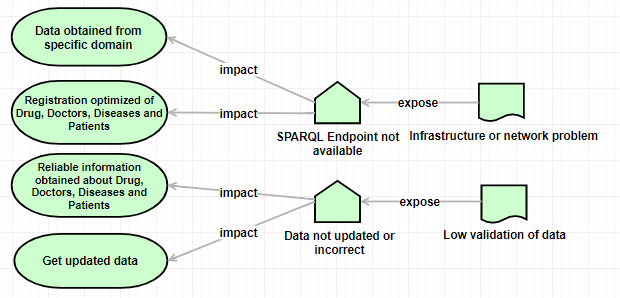 Data obtained from
specific domain
impact
Registration optimized of
Drug, Doctors, Diseases and
Patients
impact
expose
SPARQL Endpoint not
available
Infrastructure or network problem
Reliable information
obtained about Drug,
Doctors, Diseases and
Patients
impact
expose
impact
Data not updated or
incorrect
Low validation of data
Get updated data